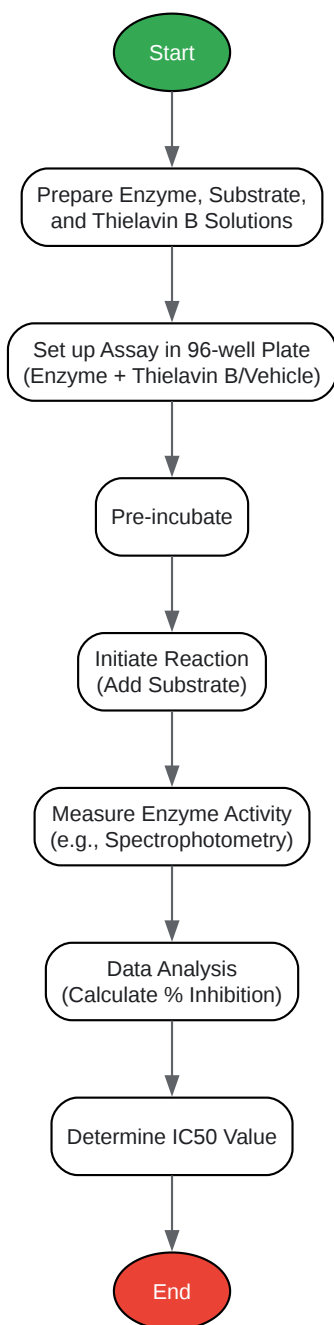 Start
Prepare Enzyme, Substrate,
and Thielavin B Solutions
Set up Assay in 96-well Plate
(Enzyme + Thielavin B/Vehicle)
Pre-incubate
Initiate Reaction
(Add Substrate)
Measure Enzyme Activity
(e.g., Spectrophotometry)
Data Analysis
(Calculate % Inhibition)
Determine IC50 Value
End